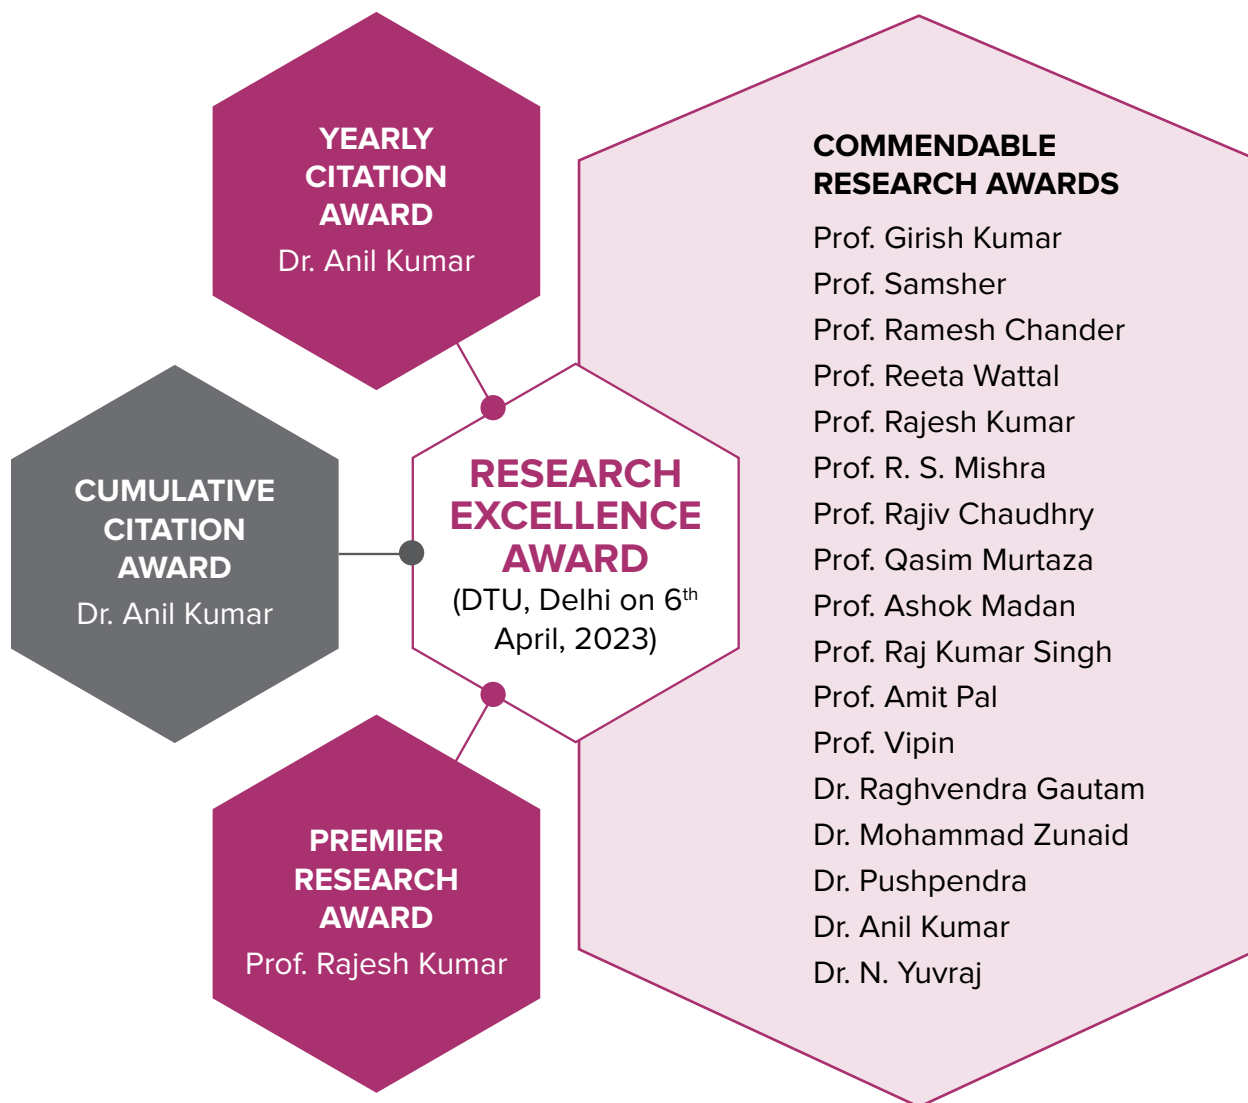 YEARLY
CITATION
AWARD
Dr. Anil Kumar
CUMULATIVE
CITATION
AWARD
Dr. Anil Kumar
PREMIER
RESEARCH
AWARD
Prof. Rajesh Kumar
RESEARCH
EXCELLENCE
AWARD
(DTU, Delhi on 6th
April, 2023)
COMMENDABLE
RESEARCH AWARDS
Prof. Girish Kumar
Prof. Samsher
Prof. Ramesh Chander
Prof. Reeta Wattal
Prof. Rajesh Kumar
Prof. R. S. Mishra
Prof. Rajiv Chaudhry
Prof. Qasim Murtaza
Prof. Ashok Madan
Prof. Raj Kumar Singh
Prof. Amit Pal
Prof. Vipin
Dr. Raghvendra Gautam
Dr. Mohammad Zunaid
Dr. Pushpendra
Dr. Anil Kumar
Dr. N. Yuvraj